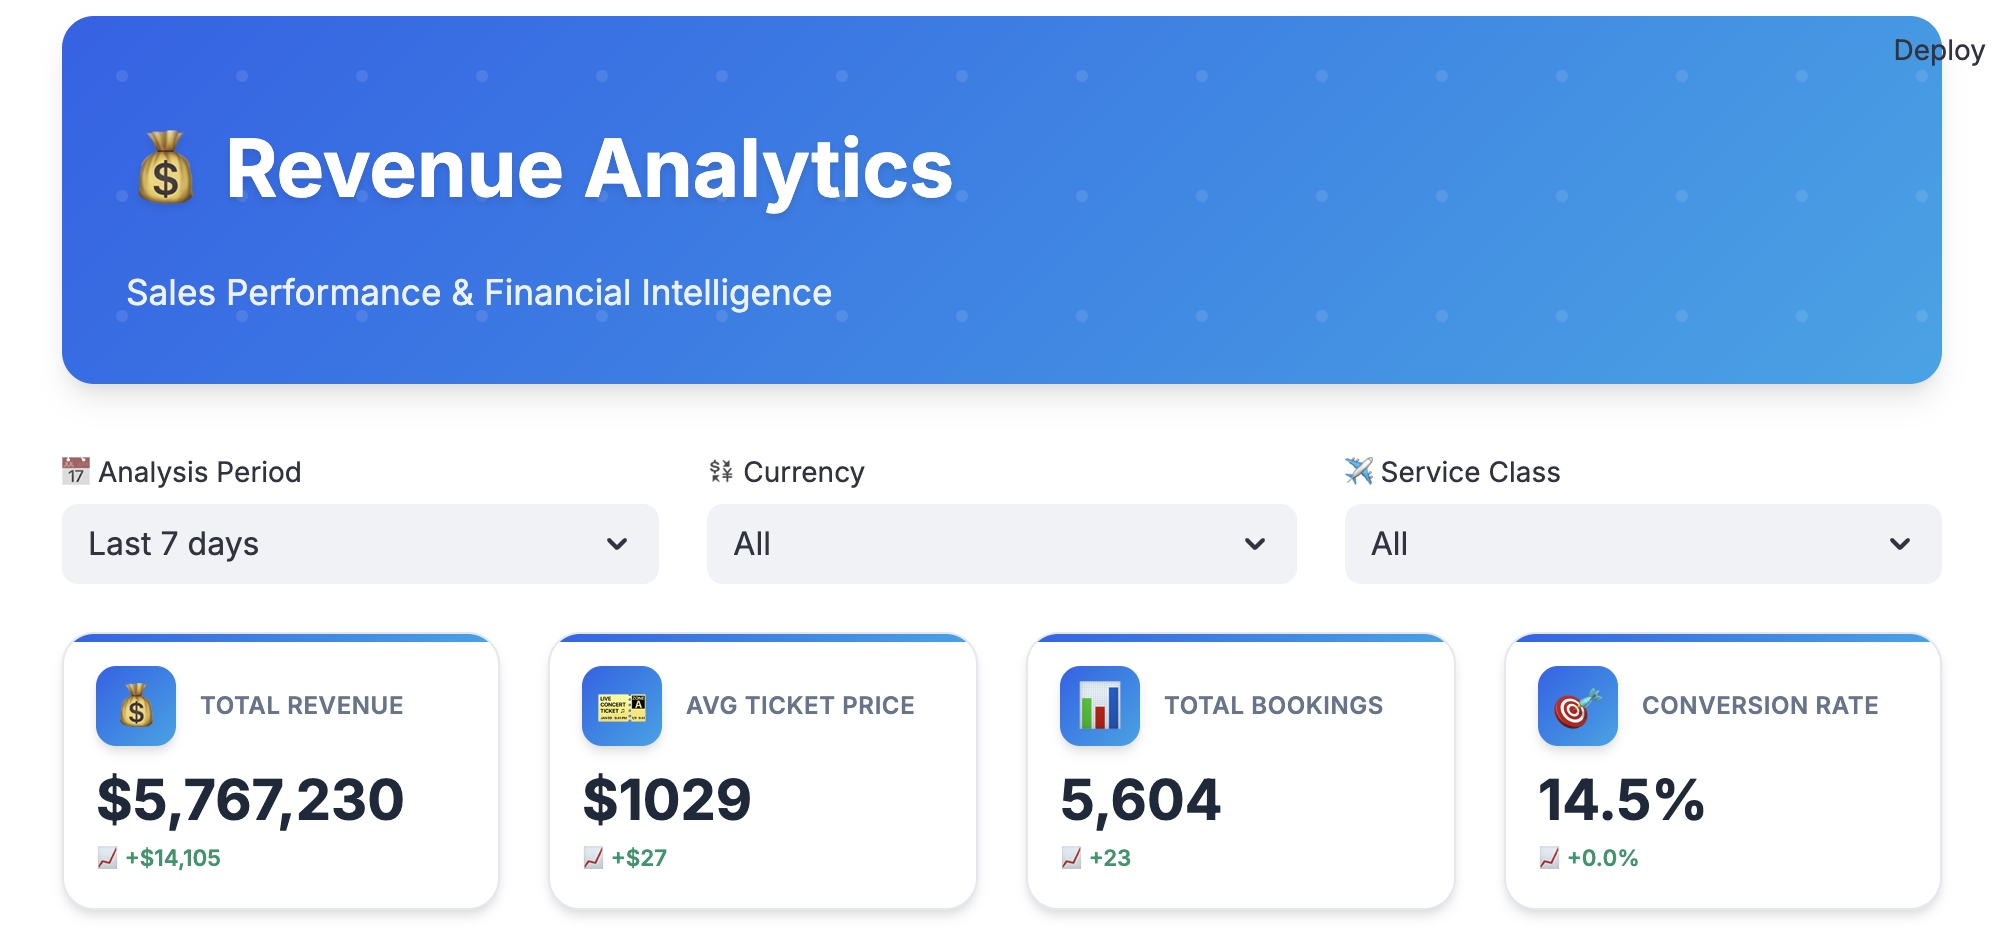 Deploy
Revenue Analytics
Sales Performance & Financial Intelligence
Analysis Period
Currency
Service Class
Last 7 days
All
All
TOTAL REVENUE
AVG TICKET PRICE
TOTAL BOOKINGS
CONVERSION RATE
$5,767,230
$1029
5,604
14.5%
+$14,105
+$27
+23
+0.0%